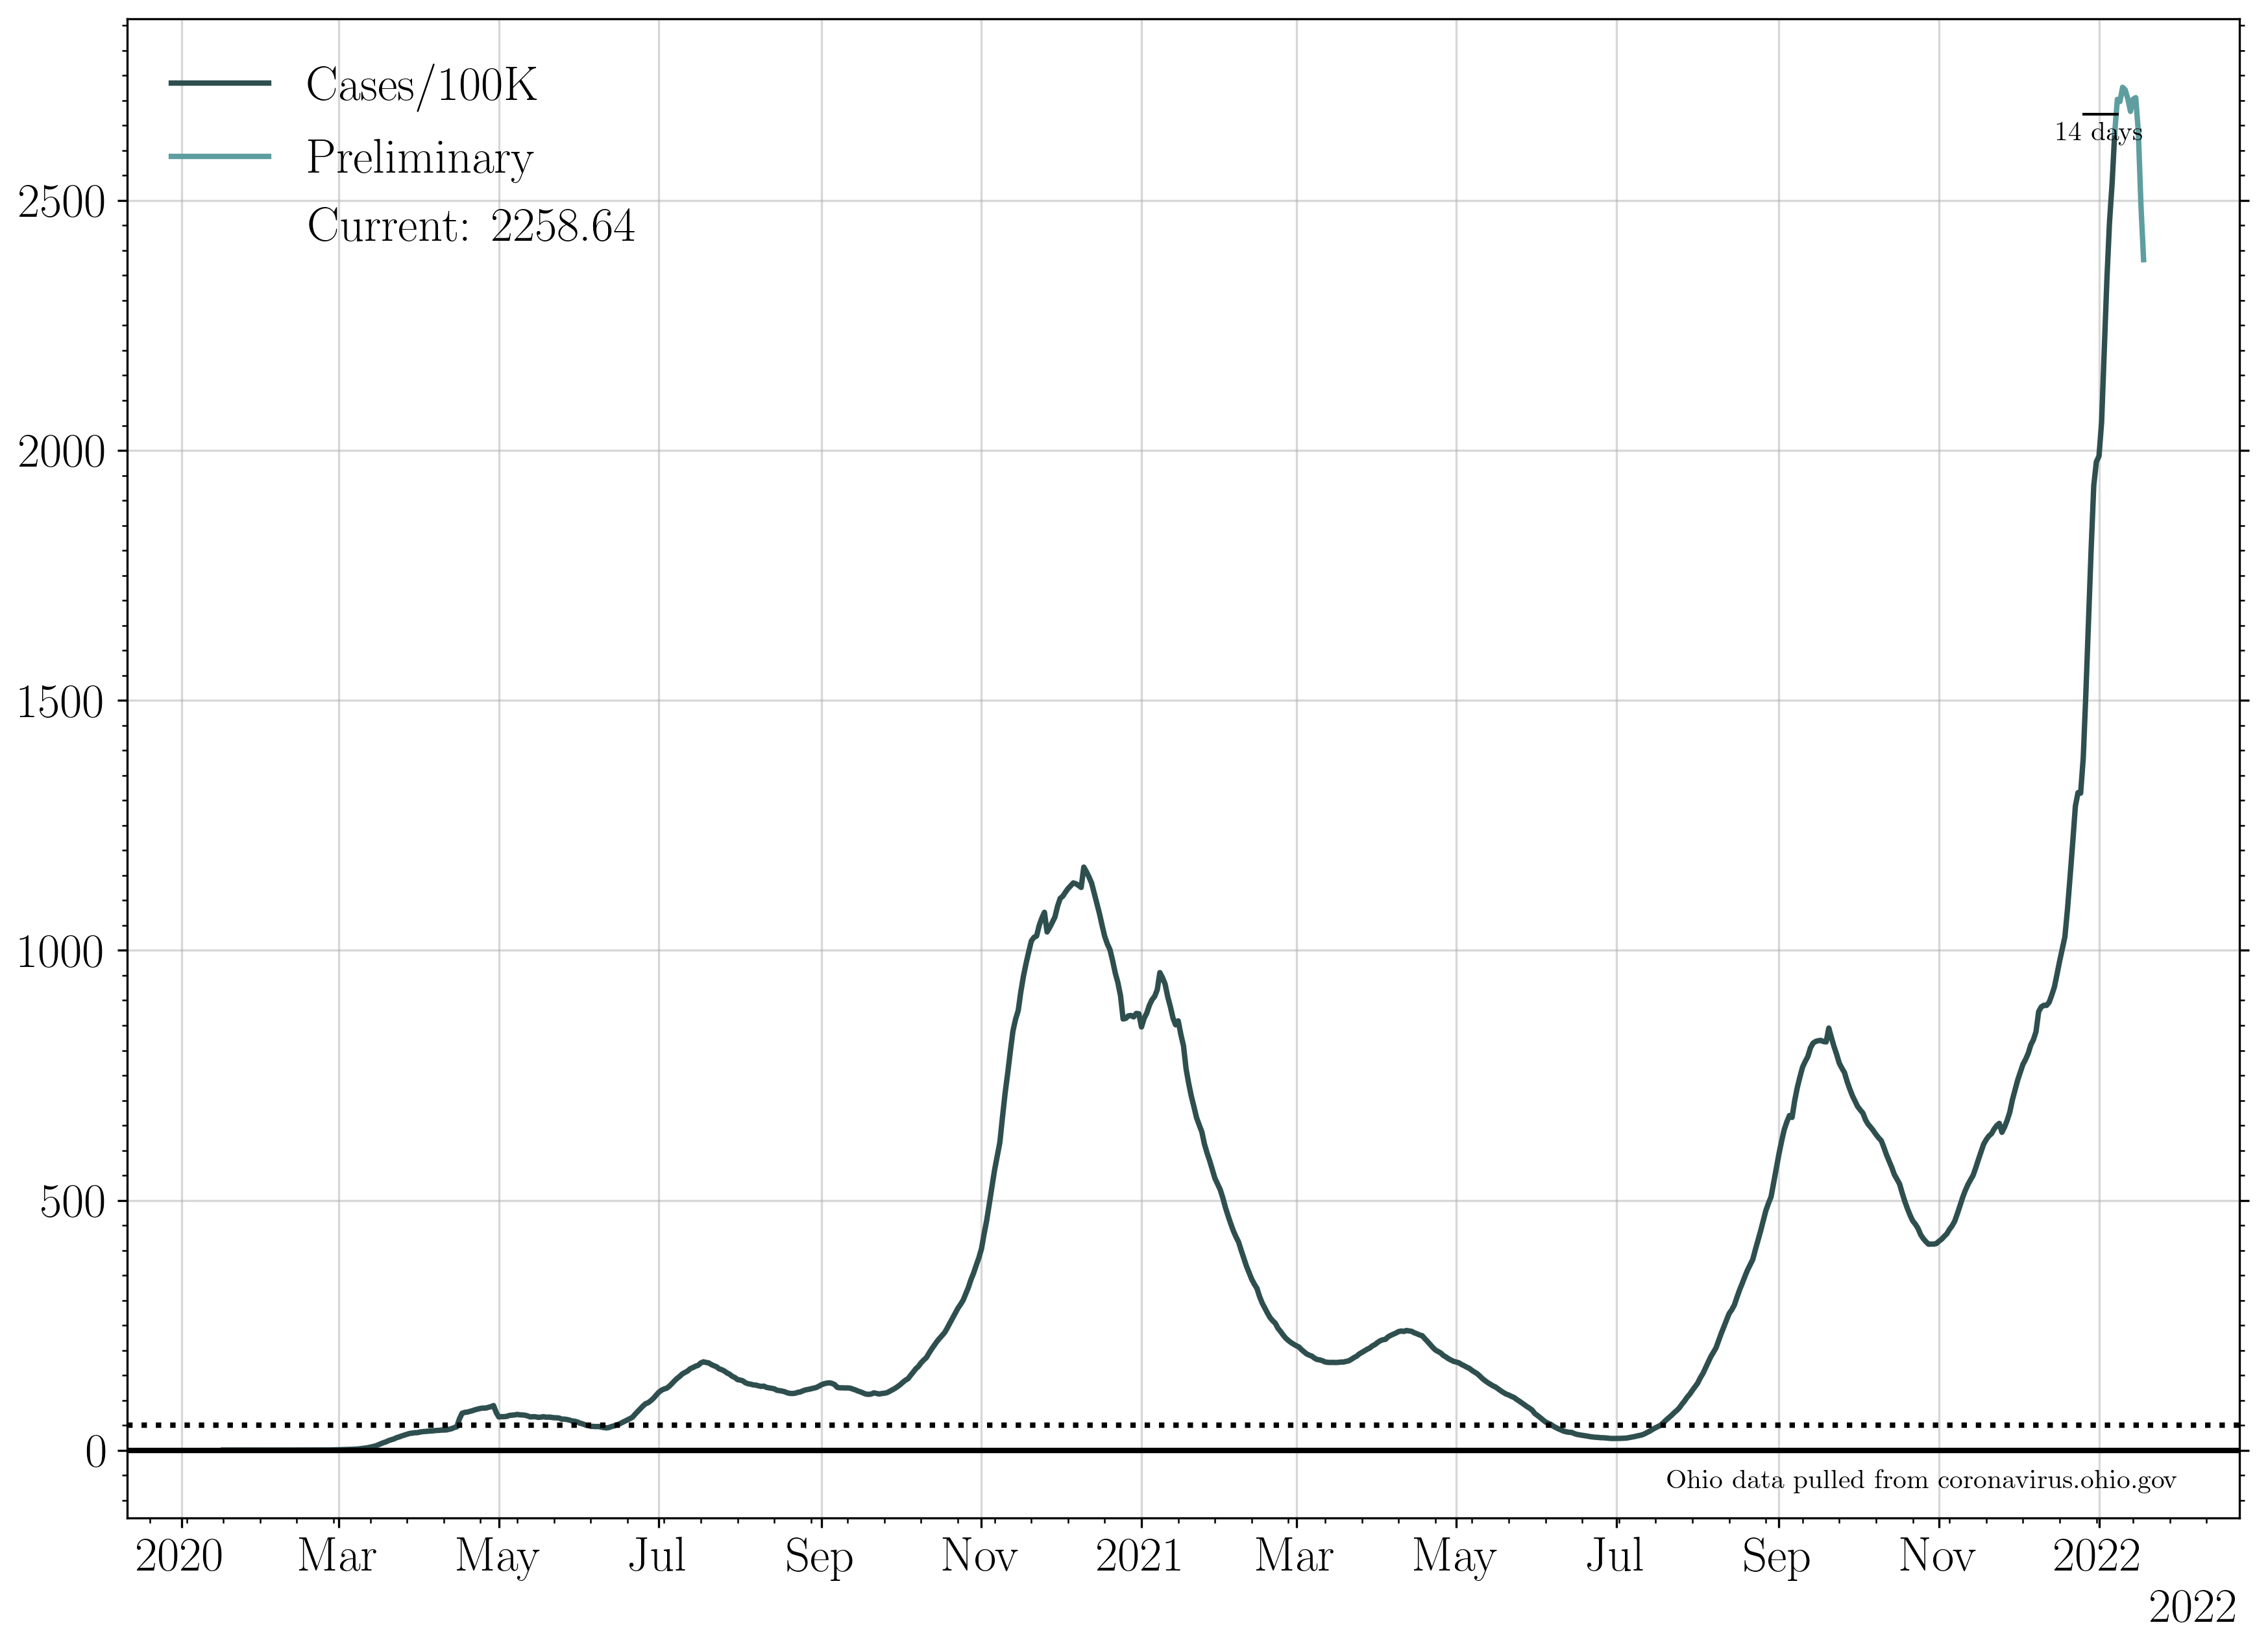 Cases/100K
Preliminary
Current: 2258.64
14 days
2500
2000
1500
1000
500
0
Ohio data pulled from coronavirus.ohio.gov
2020 Mar May Jul Sep Nov 2021 Mar May Jul Sep Nov 2022
2022